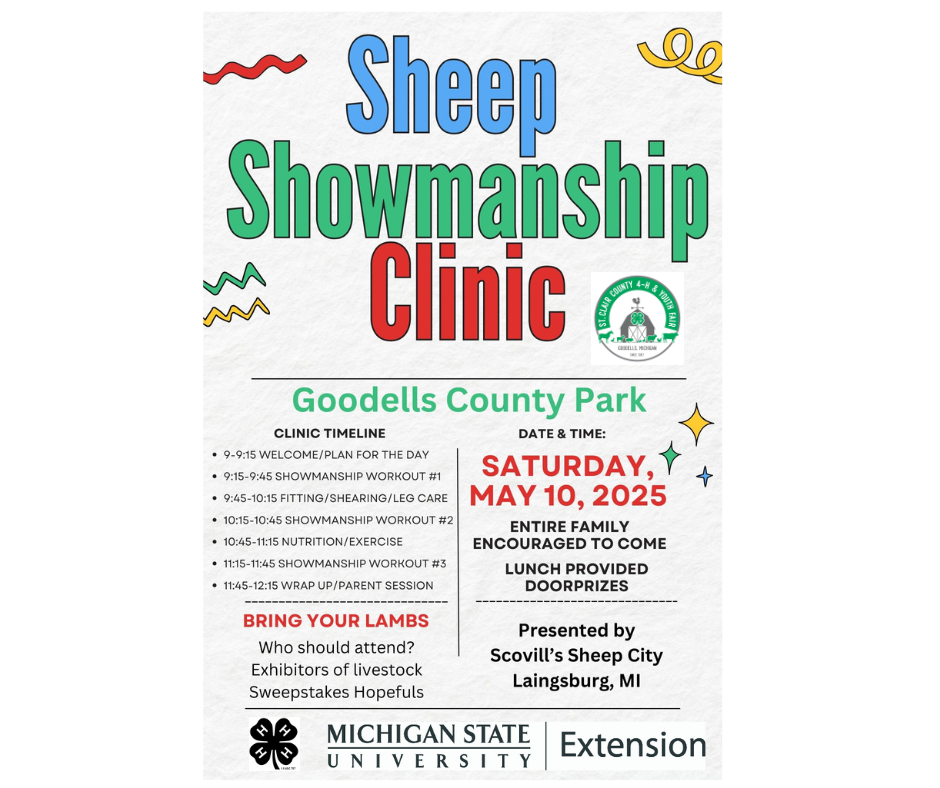 Sheep
Showmanship
Clinic
ST. CLAIR COUNTY 4-H & YOUTH FAIR
GOODELLS, MICHIGAN
Goodells County Park
CLINIC TIMELINE
• 9-9:15 WELCOME/PLAN FOR THE DAY
• 9:15-9:45 SHOWMANSHIP WORKOUT #1
• 9:45-10:15 FITTING/SHEARING/LEG CARE
• 10:15-10:45 SHOWMANSHIP WORKOUT #2
• 10:45-11:15 NUTRITION/EXERCISE
• 11:15-11:45 SHOWMANSHIP WORKOUT #3
• 11:45-12:15 WRAP UP/PARENT SESSION
BRING YOUR LAMBS
Who should attend?
Exhibitors of livestock
Sweepstakes Hopefuls
DATE & TIME:
SATURDAY,
MAY 10, 2025
ENTIRE FAMILY
ENCOURAGED TO COME
LUNCH PROVIDED
DOORPRIZES
Presented by
Scovill's Sheep City
Laingsburg, MI
H H
H H
MICHIGAN STATE
UNIVERSITY
Extension